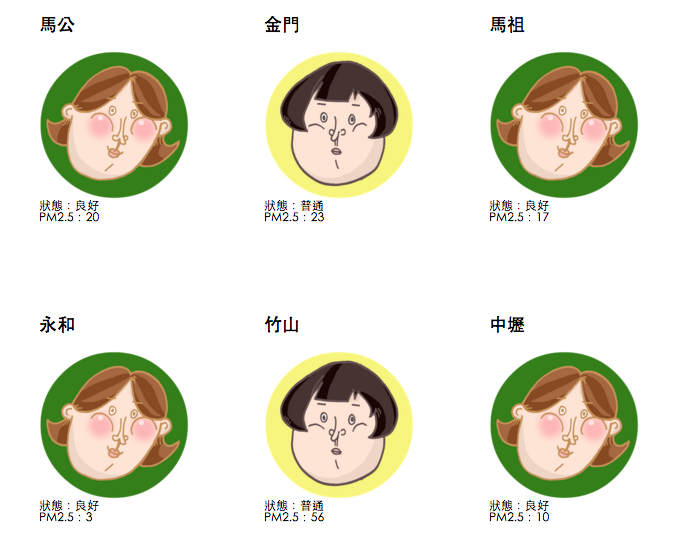 馬公
金門
馬祖
狀態：良好
PM2.5：20
狀態：普通
PM2.5：23
狀態：良好
PM2.5：17
永和
竹山
中壢
狀態：良好
PM2.5：3
狀態：普通
PM2.5：56
狀態：良好
PM2.5：10